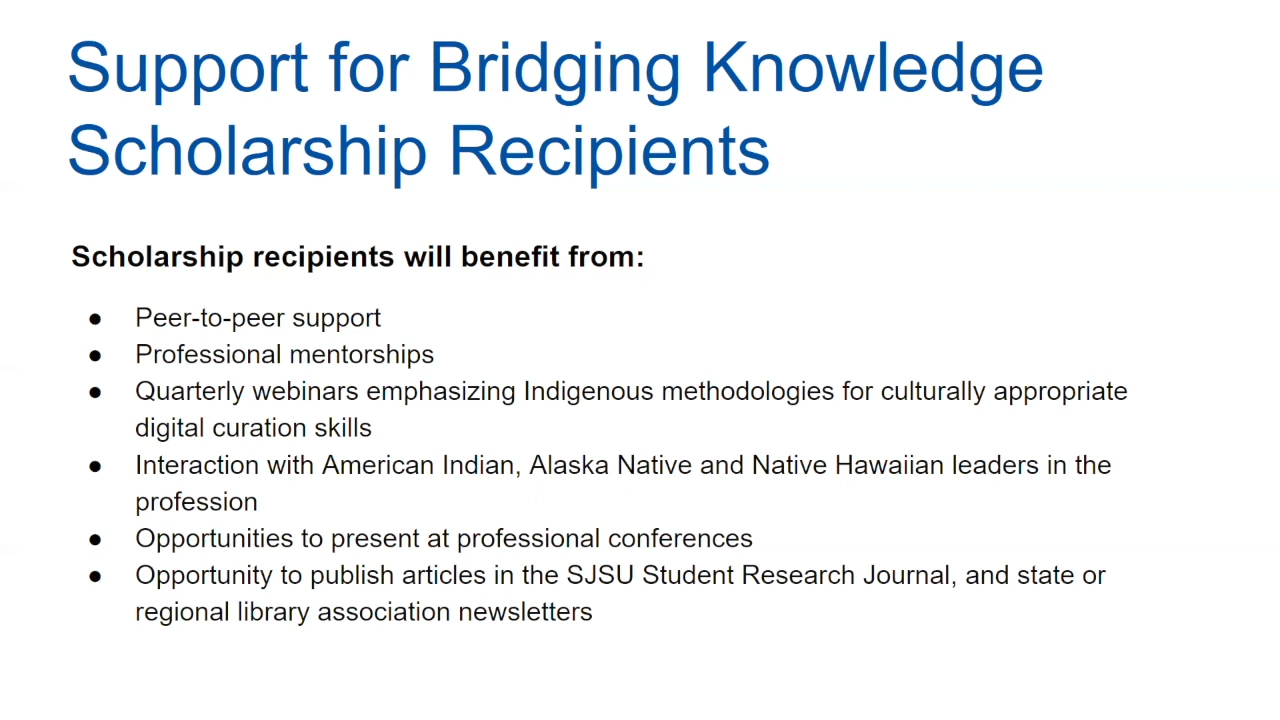 Support for Bridging Knowledge
Scholarship Recipients
Scholarship recipients will benefit from:
● Peer-to-peer support
● Professional mentorships
● Quarterly webinars emphasizing Indigenous methodologies for culturally appropriate
digital curation skills
● Interaction with American Indian, Alaska Native and Native Hawaiian leaders in the
profession
● Opportunities to present at professional conferences
● Opportunity to publish articles in the SJSU Student Research Journal, and state or
regional library association newsletters